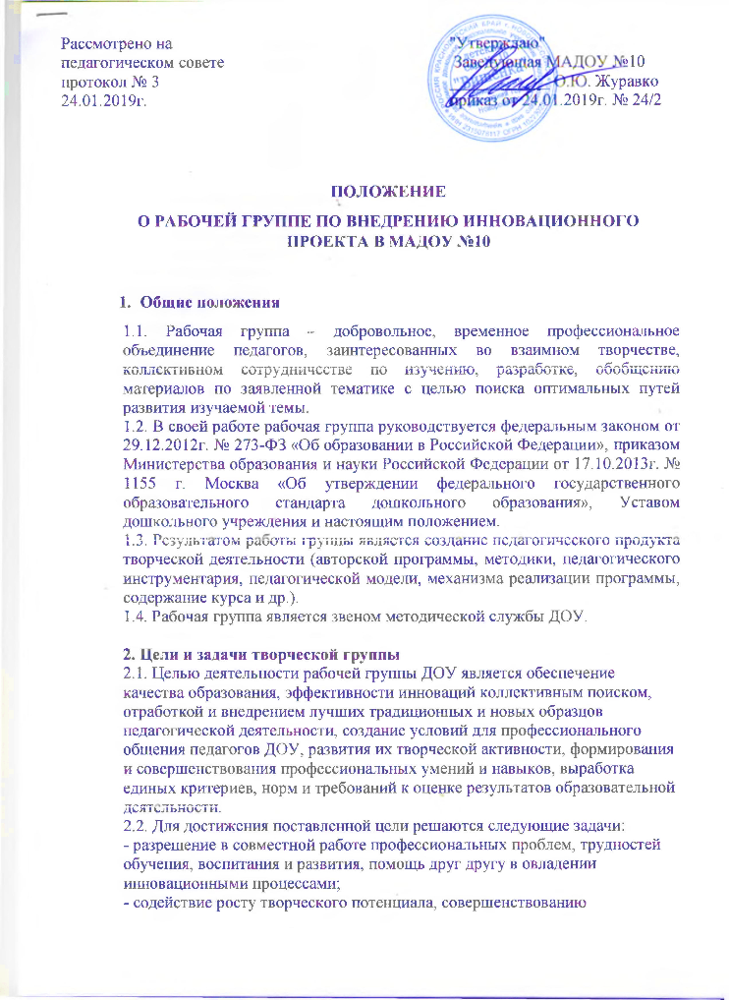 Рассмотрено на
педагогическом совете
протокол № 3
24.01.2019г.
"Утверждаю"
Заведующая МАДОУ №10
О.Ю. Журавко
приказ от 24.01.2019г. № 24/2
ПОЛОЖЕНИЕ
О РАБОЧЕЙ ГРУППЕ ПО ВНЕДРЕНИЮ ИННОВАЦИОННОГО
ПРОЕКТА В МАДОУ №10
1. Общие положения
1.1. Рабочая группа – добровольное, временное профессиональное
объединение педагогов, заинтересованных во взаимном творчестве,
коллективном сотрудничестве по изучению, разработке, обобщению
материалов по заявленной тематике с целью поиска оптимальных путей
развития изучаемой темы.
1.2. В своей работе рабочая группа руководствуется федеральным законом от
29.12.2012г. № 273-ФЗ «Об образовании в Российской Федерации», приказом
Министерства образования и науки Российской Федерации от 17.10.2013г. №
1155 г. Москва «Об утверждении федерального государственного
образовательного стандарта дошкольного образования», Уставом
дошкольного учреждения и настоящим положением.
1.3. Результатом работы группы является создание педагогического продукта
творческой деятельности (авторской программы, методики, педагогического
инструментария, педагогической модели, механизма реализации программы,
содержание курса и др.).
1.4. Рабочая группа является звеном методической службы ДОУ.
2. Цели и задачи творческой группы
2.1. Целью деятельности рабочей группы ДОУ является обеспечение
качества образования, эффективности инноваций коллективным поиском,
отработкой и внедрением лучших традиционных и новых образцов
педагогической деятельности, создание условий для профессионального
общения педагогов ДОУ, развития их творческой активности, формирования
и совершенствования профессиональных умений и навыков, выработка
единых критериев, норм и требований к оценке результатов образовательной
деятельности.
2.2. Для достижения поставленной цели решаются следующие задачи:
- разрешение в совместной работе профессиональных проблем, трудностей
обучения, воспитания и развития, помощь друг другу в овладении
инновационными процессами;
- содействие росту творческого потенциала, совершенствованию